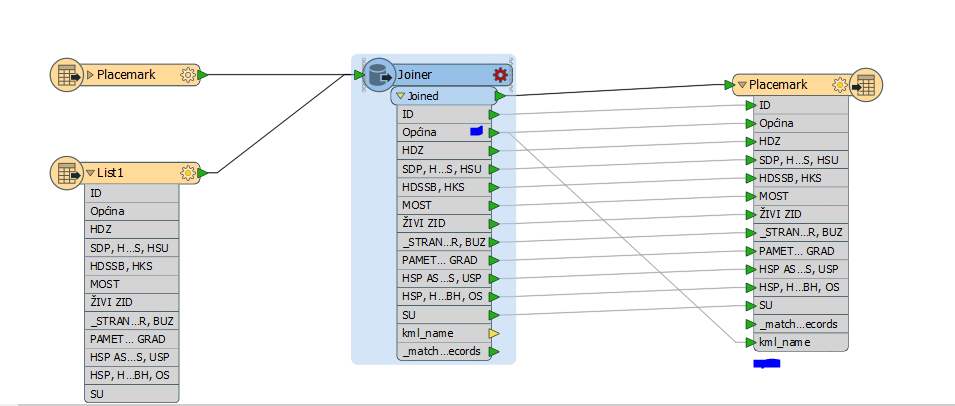 Placemark
List1
ID
Općina
HDZ
SDP, H...S, HSU
HDSSB, HKS
MOST
ŽIVI ZID
_STRAN...R, BUZ
PAMET... GRAD
HSP AS...S, USP
HSP, H...BH, OS
SU
Joiner
Joined
ID
Općina
HDZ
SDP, H...S, HSU
HDSSB, HKS
MOST
ŽIVI ZID
_STRAN...R, BUZ
PAMET... GRAD
HSP AS...S, USP
HSP, H...BH, OS
SU
kml_name
_match...ecords
Placemark
ID
Općina
HDZ
SDP, H...S, HSU
HDSSB, HKS
MOST
ŽIVI ZID
_STRAN...R, BUZ
PAMET... GRAD
HSP AS...S, USP
HSP, H...BH, OS
SU
_match...ecords
kml_name